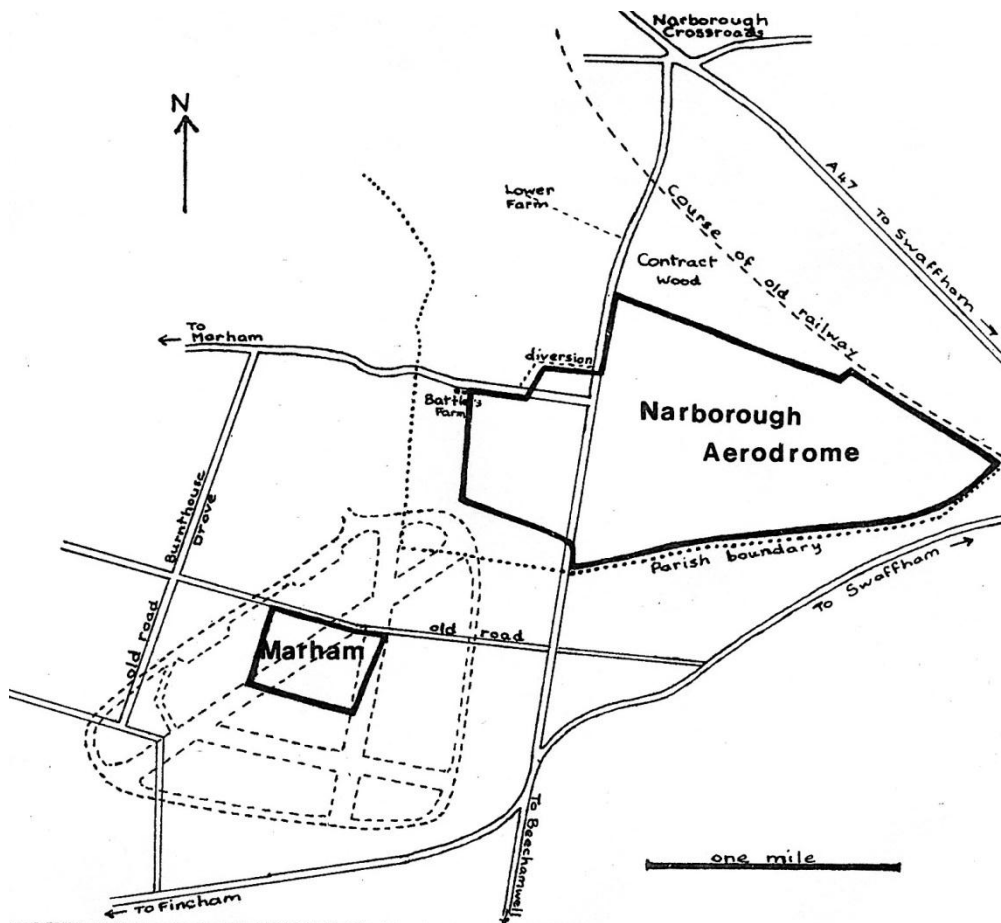 Narborough
Crossroads
N
A47
To Swaffham
Lower
Farm
Course of old railway
Contract
Wood
To
Marham
diversion
Battles
Farm
Narborough
Aerodrome
Burnthouse
Drove
Parish boundary
To Swaffham
old road
old road
Marham
To Beechamwell
one mile
To Fincham